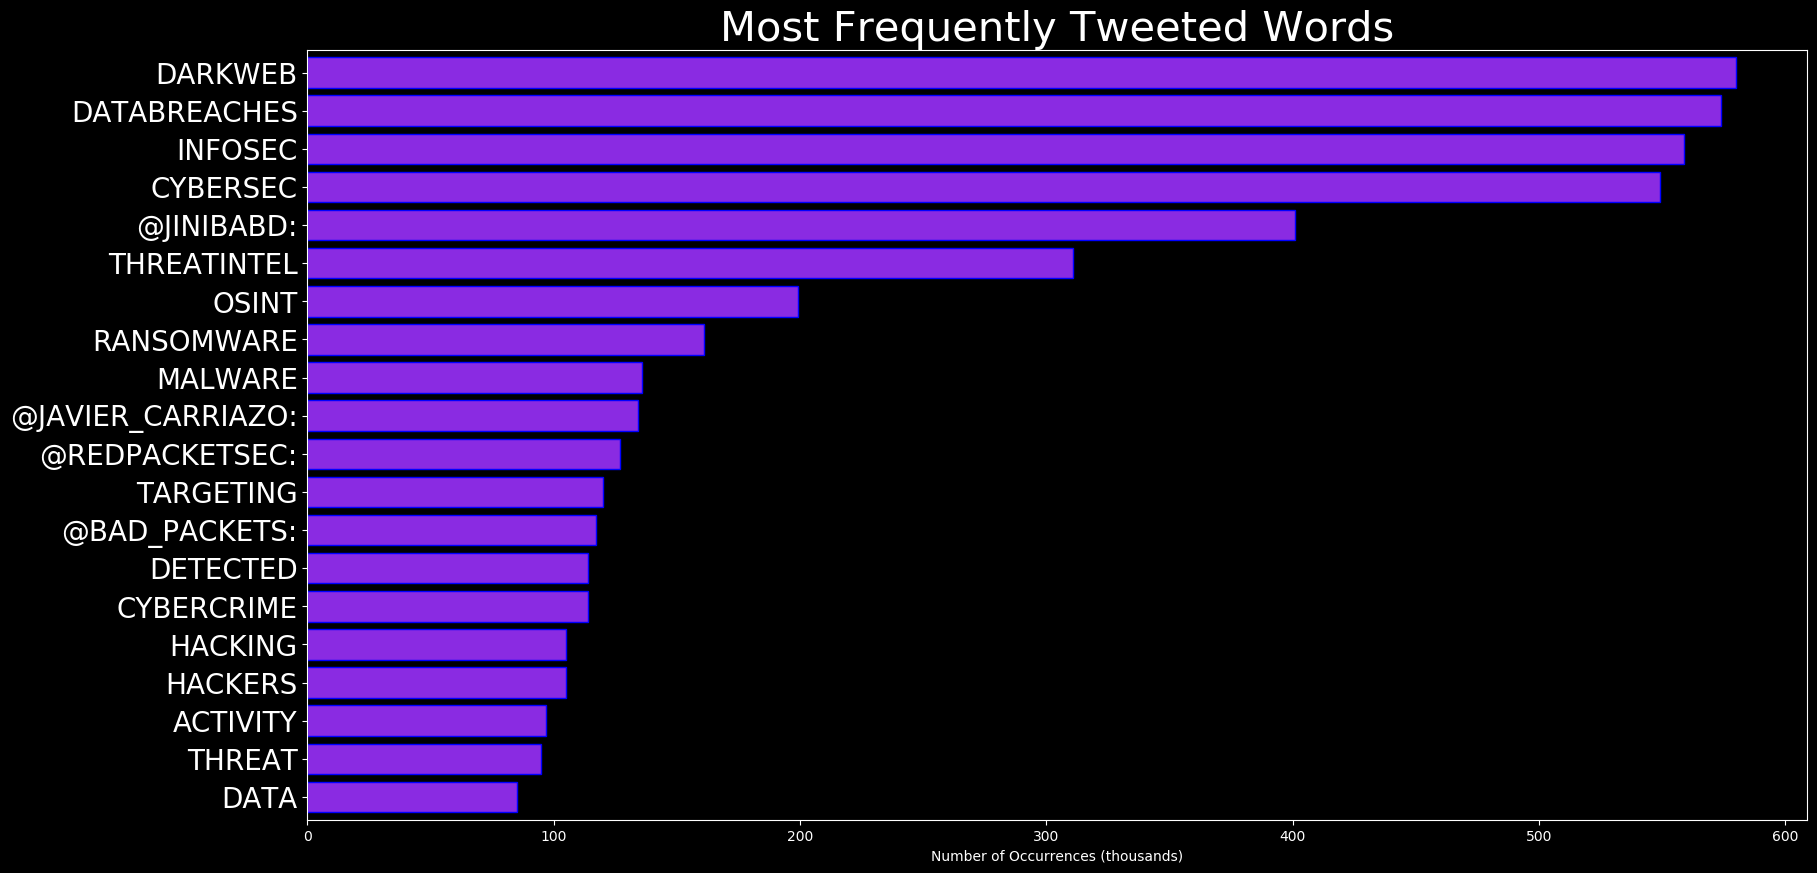 Most Frequently Tweeted Words
DARKWEB
DATABREACHES
INFOSEC
CYBERSEC
@JINIBABD:
THREATINTEL
OSINT
RANSOMWARE
MALWARE
@JAVIER_CARRIAZO:
@REDPACKETSEC:
TARGETING
@BAD_PACKETS:
DETECTED
CYBERCRIME
HACKING
HACKERS
ACTIVITY
THREAT
DATA
0 100 200 300 400 500 600
Number of Occurrences (thousands)